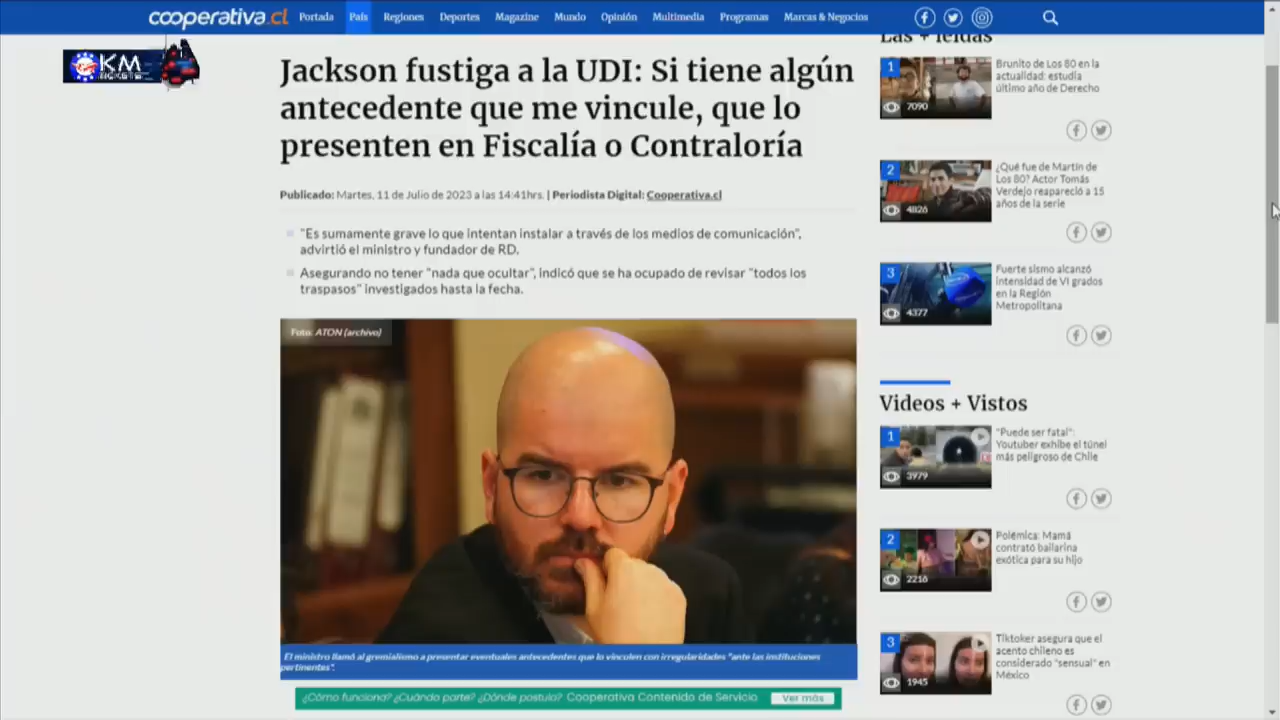 cooperativa.cl Portada País Regiones Deportes Magazine Mundo Opinión Multimedia Programas Marcas & Negocios
KM
Jackson fustiga a la UDI: Si tiene algún
antecedente que me vincule, que lo
presenten en Fiscalía o Contraloría
Publicado: Martes, 11 de Julio de 2023 a las 14:41hrs. | Periodista Digital: Cooperativa.cl
"Es sumamente grave lo que intentan instalar a través de los medios de comunicación",
advirtió el ministro y fundador de RD.
Asegurando no tener "nada que ocultar", indicó que se ha ocupado de revisar "todos los
traspasos" investigados hasta la fecha.
Foto: ATON (archivo)
El ministro llamó al gremialismo a presentar eventuales antecedentes que lo vinculen con irregularidades "ante las instituciones
pertinentes".
¿Cómo funciona? ¿Cuándo parte? ¿Dónde postula? Cooperativa Contenido de Servicio Ver más
Las + leídas
1
7090
Brunito de Los 80 en la
actualidad: estudia
último año de Derecho
2
4826
¿Qué fue de Martín de
Los 80? Actor Tomás
Verdejo reapareció a 15
años de la serie
3
4377
Fuerte sismo alcanzó
intensidad de VI grados
en la Región
Metropolitana
Videos + Vistos
1
3979
"Puede ser fatal":
Youtuber exhibe el túnel
más peligroso de Chile
2
2216
Polémica: Mamá
contrató bailarina
exótica para su hijo
3
1945
Tiktoker asegura que el
acento chileno es
considerado "sensual" en
México